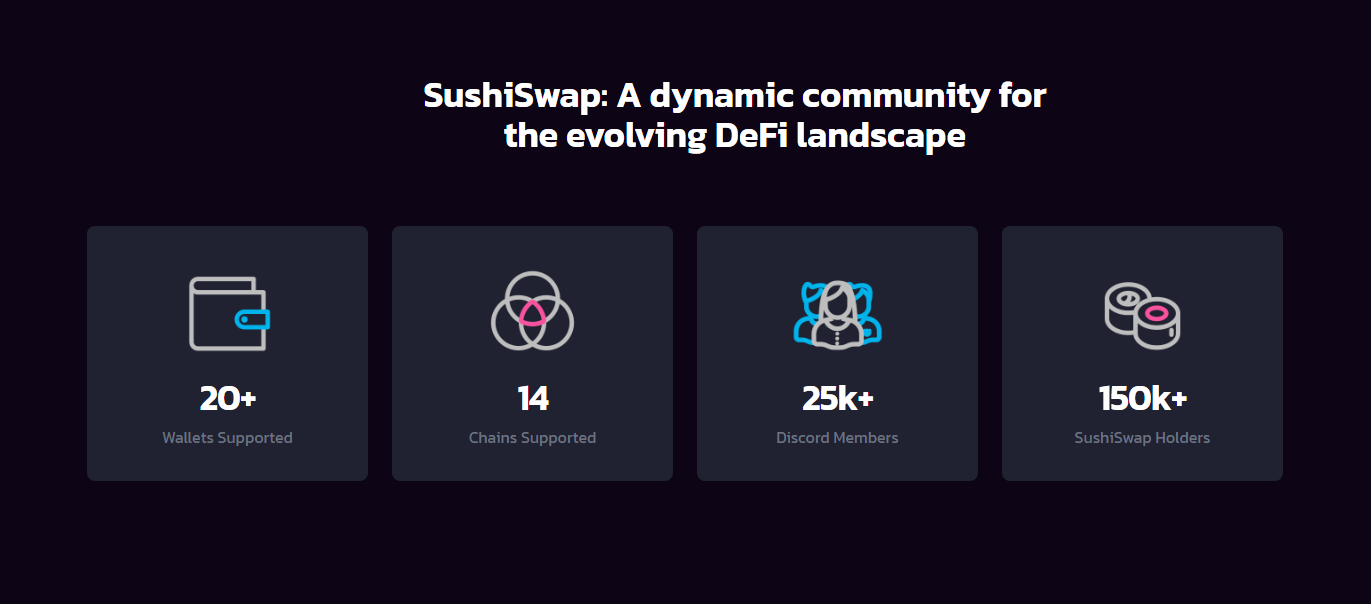 SushiSwap: A dynamic community for
the evolving DeFi landscape
20+
Wallets Supported
14
Chains Supported
25k+
Discord Members
150k+
SushiSwap Holders